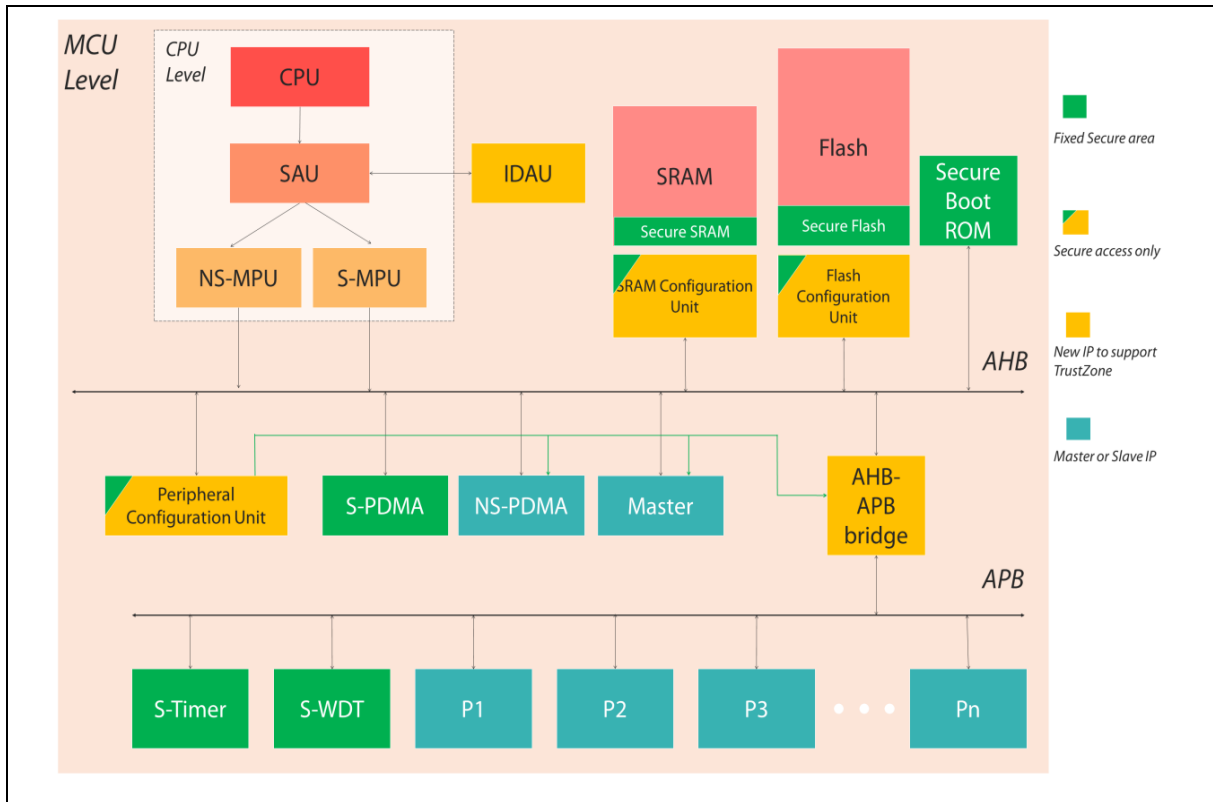 MCU
Level
CPU
Level
CPU
SAU
IDAU
NS-MPU
S-MPU
SRAM
Secure SRAM
SRAM Configuration
Unit
Flash
Secure Flash
Flash
Configuration
Unit
Secure
Boot
ROM
AHB
Peripheral
Configuration Unit
S-PDMA
NS-PDMA
Master
AHB-
APB
bridge
APB
S-Timer
S-WDT
P1
P2
P3
Pn
Fixed Secure area
Secure access only
New IP to support
TrustZone
Master or Slave IP